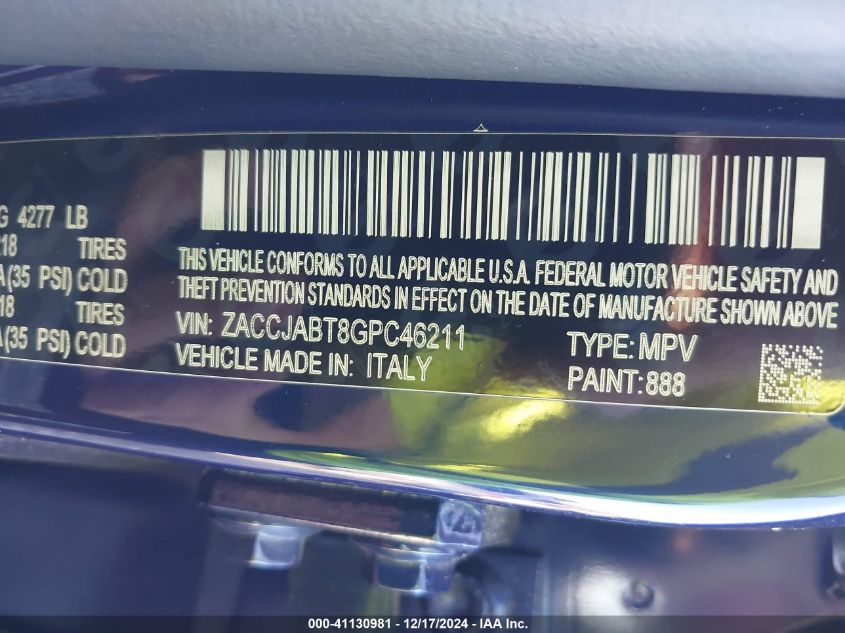 G 4277 LB
218 TIRES
A(35 PSI) COLD
18 TIRES
A(35 PSI) COLD
THIS VEHICLE CONFORMS TO ALL APPLICABLE U.S.A. FEDERAL MOTOR VEHICLE SAFETY AND
THEFT PREVENTION STANDARDS IN EFFECT ON THE DATE OF MANUFACTURE SHOWN ABOVE
VIN: ZACCJABT8GPC46211
TYPE: MPV
VEHICLE MADE IN: ITALY
PAINT: 888
000-41130981 - 12/17/2024 - IAA Inc.